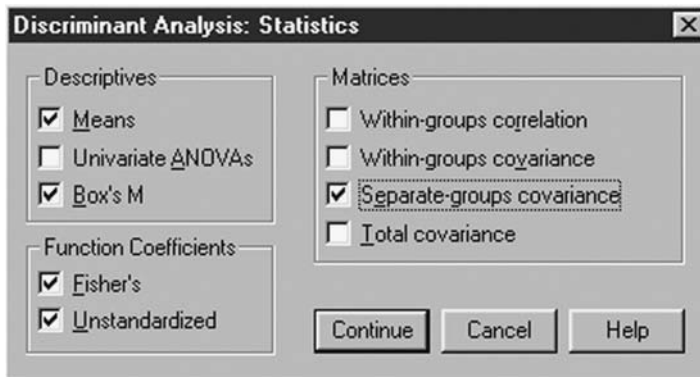 Discriminant Analysis: Statistics
Descriptives
Means
Univariate ANOVAs
Box's M
Function Coefficients
Fisher's
Unstandardized
Matrices
Within-groups correlation
Within-groups covariance
Separate-groups covariance
Total covariance
Continue
Cancel
Help